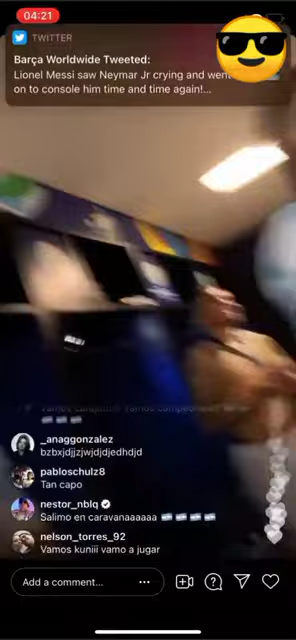 04:21
TWITTER
Barça Worldwide Tweeted:
Lionel Messi saw Neymar Jr crying and went
on to console him time and time again!...
_anaggonzalez
bzbxjdjjzjwjdjdjedhdjd
pabloschulz8
Tan capo
nestor_nblq
Salimo en caravanaaaaaa
nelson_torres_92
Vamos kuniii vamo a jugar
Add a comment...